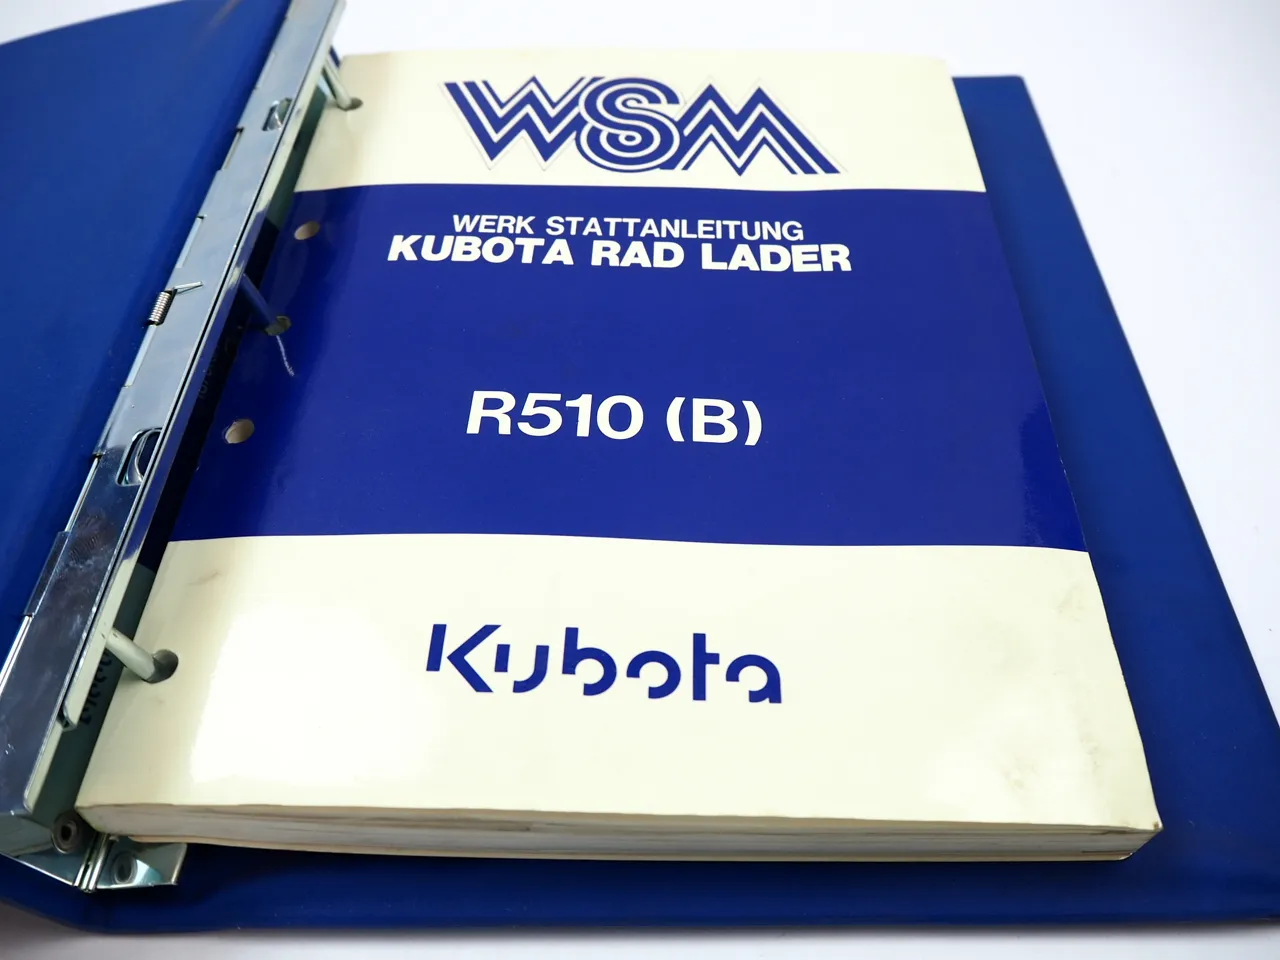 WSM
WERK STATTANLEITUNG
KUBOTA RAD LADER
R510 (B)
Kubota